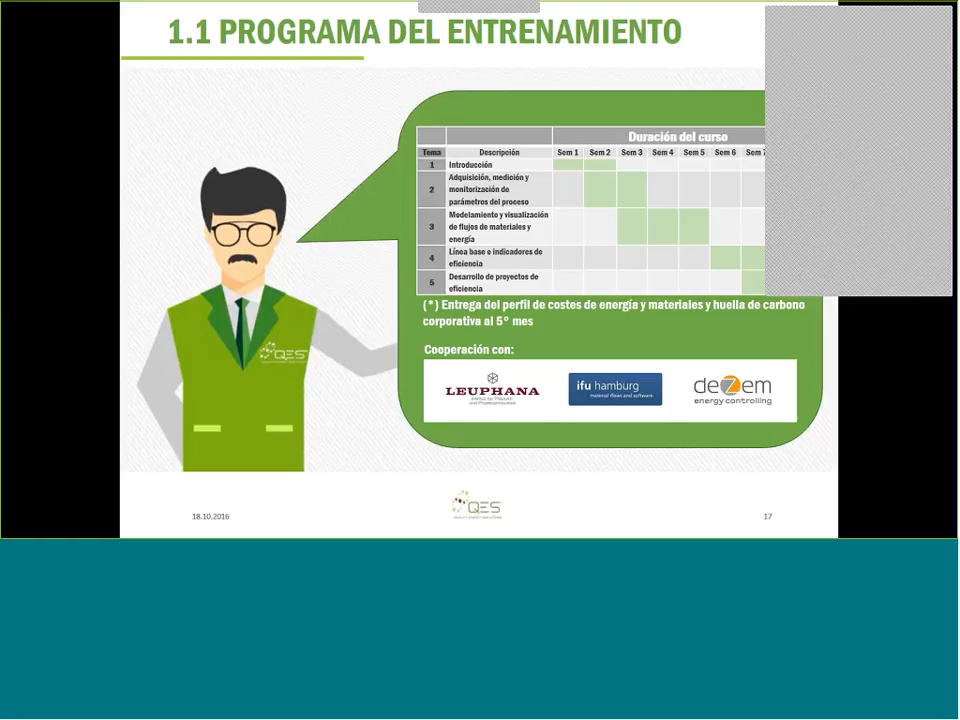 1.1 PROGRAMA DEL ENTRENAMIENTO
Duración del curso
Tema Descripción Sem 1 Sem 2 Sem 3 Sem 4 Sem 5 Sem 6 Sem
1 Introducción
2 Adquisición, medición y
monitorización de
parámetros del proceso
3 Modelamiento y visualización
de flujos de materiales y
energía
4 Línea base e indicadores de
eficiencia
5 Desarrollo de proyectos de
eficiencia
(*) Entrega del perfil de costes de energía y materiales y huella de carbono
corporativa al 5° mes
Cooperación con:
LEUPHANA
ifu hamburg
material flows and software
deZem
energy controlling
QES
18.10.2016
QES
17